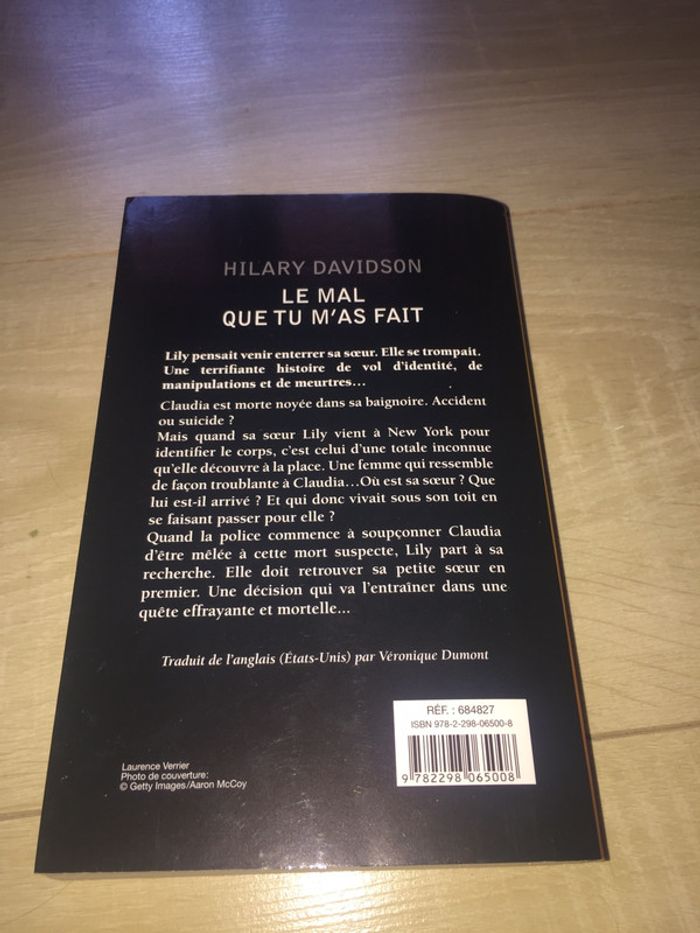 HILARY DAVIDSON
LE MAL
QUE TU M'AS FAIT
Lily pensait venir enterrer sa sœur. Elle se trompait.
Une terrifiante histoire de vol d'identité, de
manipulations et de meurtres...
Claudia est morte noyée dans sa baignoire. Accident
ou suicide ?
Mais quand sa sœur Lily vient à New York pour
identifier le corps, c'est celui d'une totale inconnue
qu'elle découvre à la place. Une femme qui ressemble
de façon troublante à Claudia...Où est sa sœur ? Que
lui est-il arrivé ? Et qui donc vivait sous son toit en
se faisant passer pour elle ?
Quand la police commence à soupçonner Claudia
d'être mêlée à cette mort suspecte, Lily part à sa
recherche. Elle doit retrouver sa petite sœur en
premier. Une décision qui va l'entraîner dans une
quête effrayante et mortelle...
Traduit de l'anglais (États-Unis) par Véronique Dumont
RÉF. : 684827
ISBN 978-2-298-06500-8
9 782298 065008
Laurence Verrier
Photo de couverture:
© Getty Images/Aaron McCoy